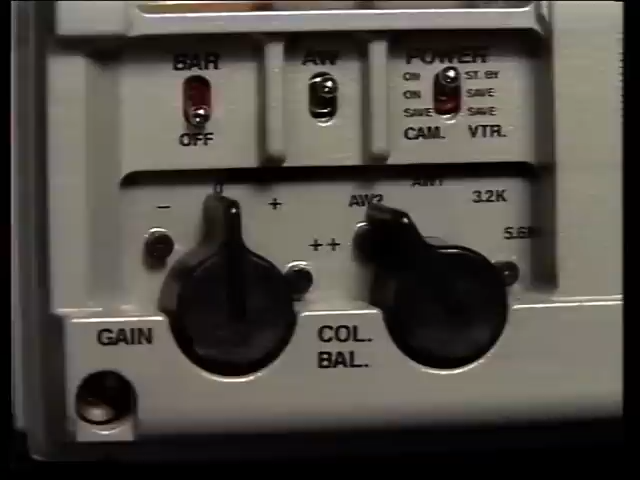 BAR
AW
POWER
ON ST. BY
ON SAVE
SAVE SAVE
OFF
CAM. VTR.
- 0 +
++
AW2
AW1
3.2K
5.6K
GAIN
COL.
BAL.